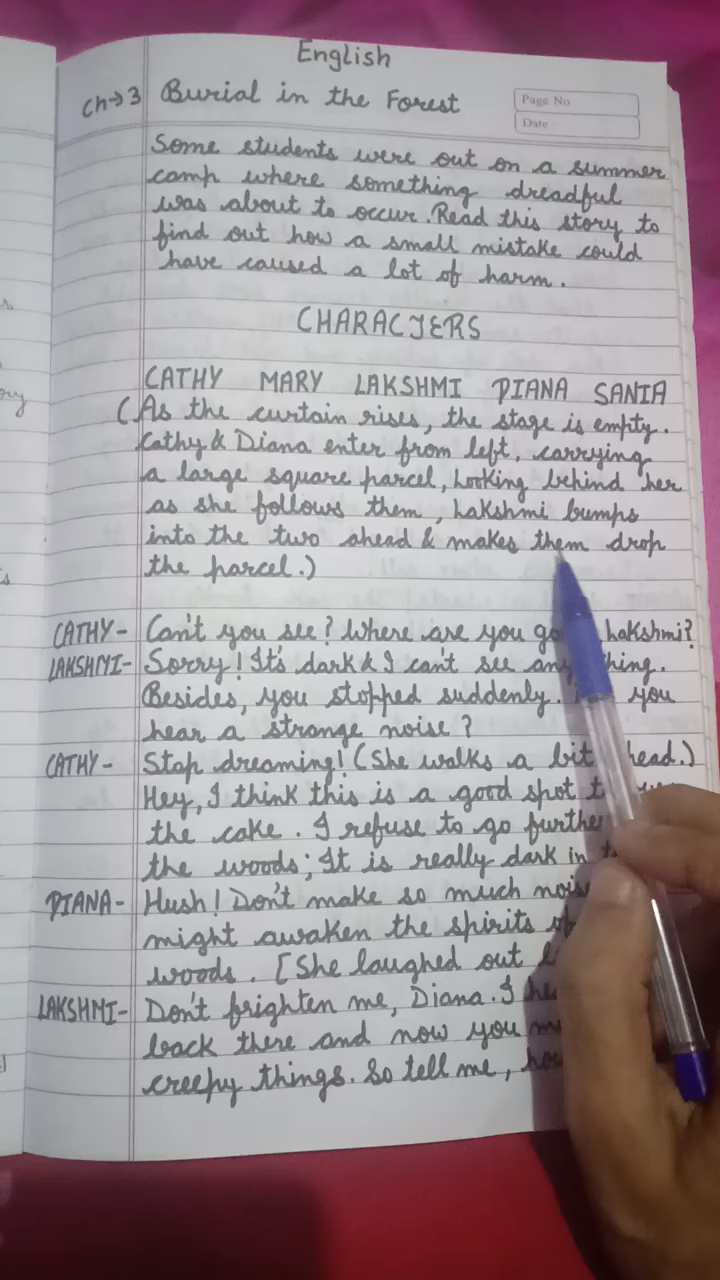 English
Ch→3 Burial in the Forest
Page No
Date
Some students were out on a summer
camp where something dreadful
was about to occur. Read this story to
find out how a small mistake could
have caused a lot of harm.
CHARACTERS
CATHY MARY LAKSHMI DIANA SANIA
(As the curtain rises, the stage is empty.
Cathy & Diana enter from left, carrying
a large square parcel, Looking behind her
as she follows them, Lakshmi bumps
into the two ahead & makes them drop
the parcel.)
CATHY- Can't you see? Where are you go Lakshmi?
LAKSHMI- Sorry! It's dark & I can't see any thing.
Besides, you stopped suddenly. you
hear a strange noise?
CATHY- Stop dreaming! (She walks a bit head.)
Hey, I think this is a good spot t
the cake. I refuse to go furthe
the woods; It is really dark in
DIANA- Hush! Don't make so much nois
might awaken the spirits of
woods. [She laughed out
LAKSHMI- Don't frighten me, Diana. I he
back there and now you m
creepy things. So tell me, ho
ory